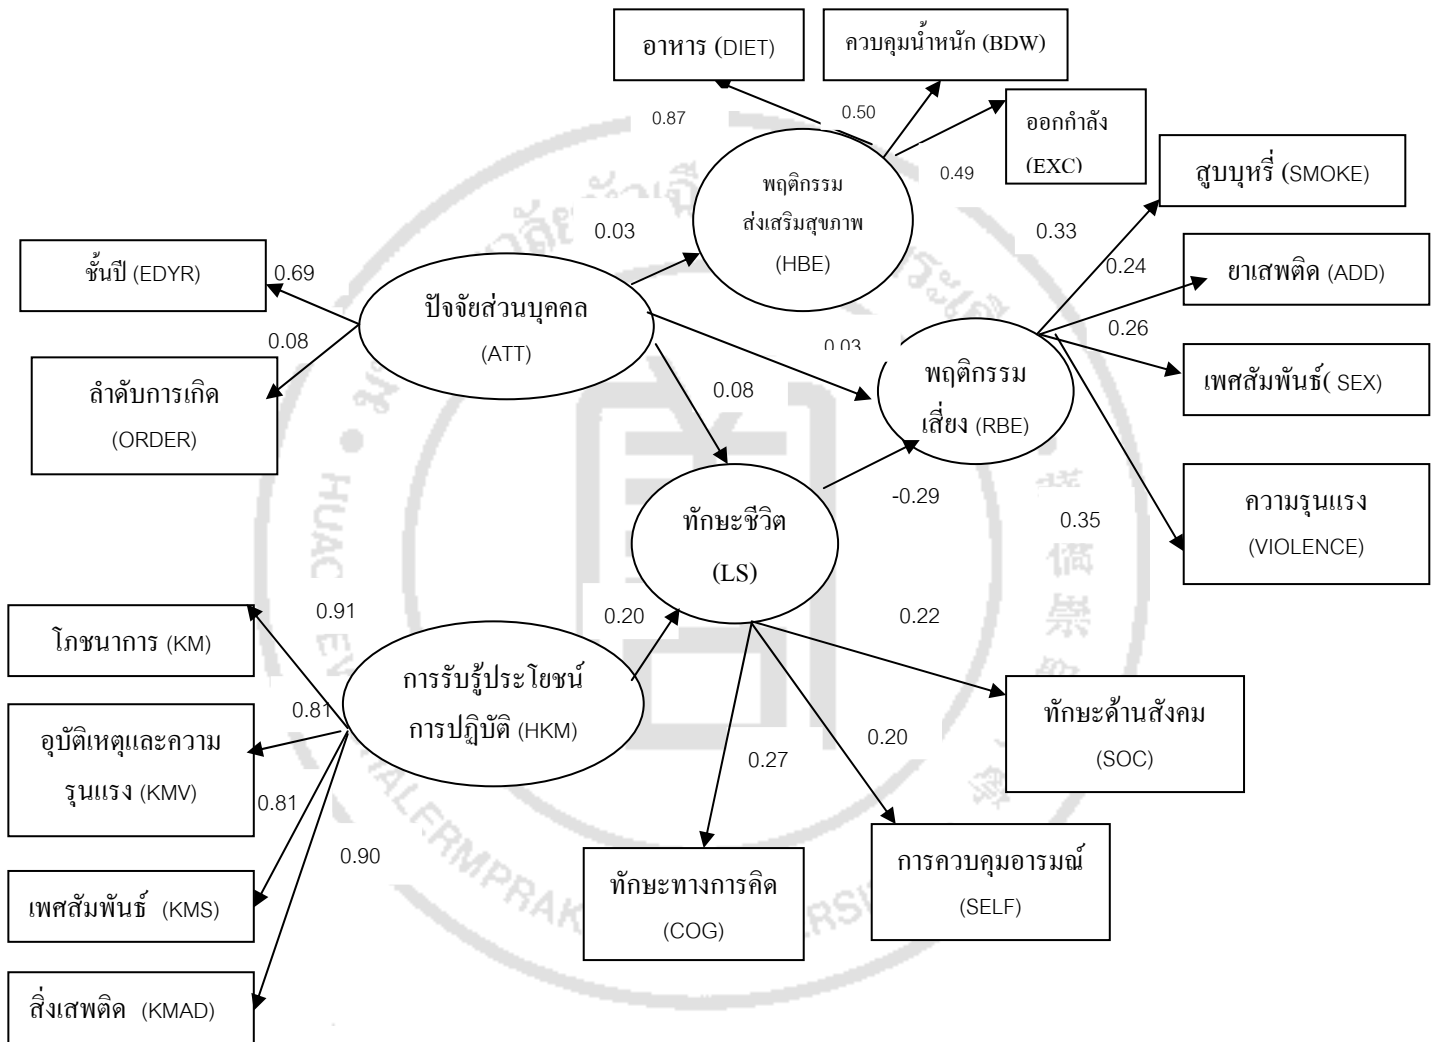 อาหาร (DIET)
ควบคุมน้ำหนัก (BDW)
0.87
0.50
ออกกำลัง
(EXC)
0.49
พฤติกรรม
ส่งเสริมสุขภาพ
(HBE)
สูบบุหรี่ (SMOKE)
0.03
0.33
ชั้นปี (EDYR)
0.69
0.24
ยาเสพติด (ADD)
ปัจจัยส่วนบุคคล
(ATT)
0.08
0.03
0.26
ลำดับการเกิด
(ORDER)
พฤติกรรม
เสี่ยง (RBE)
เพศสัมพันธ์( SEX)
0.08
-0.29
0.35
ความรุนแรง
(VIOLENCE)
ทักษะชีวิต
(LS)
HUAC
0.91
0.20
0.22
โภชนาการ (KM)
การรับรู้ประโยชน์
การปฏิบัติ (HKM)
0.81
อุบัติเหตุและความ
รุนแรง (KMV)
ทักษะด้านสังคม
(SOC)
0.27
0.20
0.81
0.90
เพศสัมพันธ์ (KMS)
ทักษะทางการคิด
(COG)
การควบคุมอารมณ์
(SELF)
สิ่งเสพติด (KMAD)